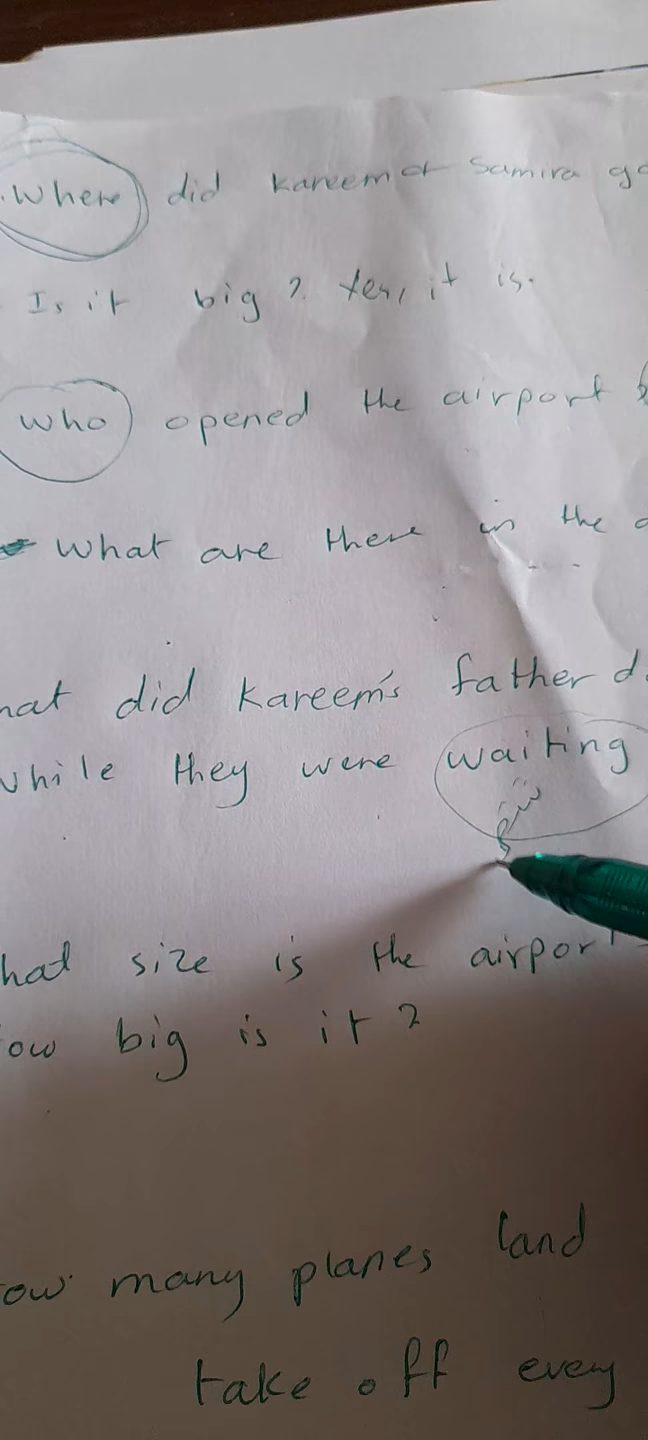 Where did kareem or Samira go
Is it big? Yes, it is.
who opened the airport
What are there in the
hat did kareem's father d
while they were waiting
hat size is the airport
ow big is it?
ow many planes land
take off every